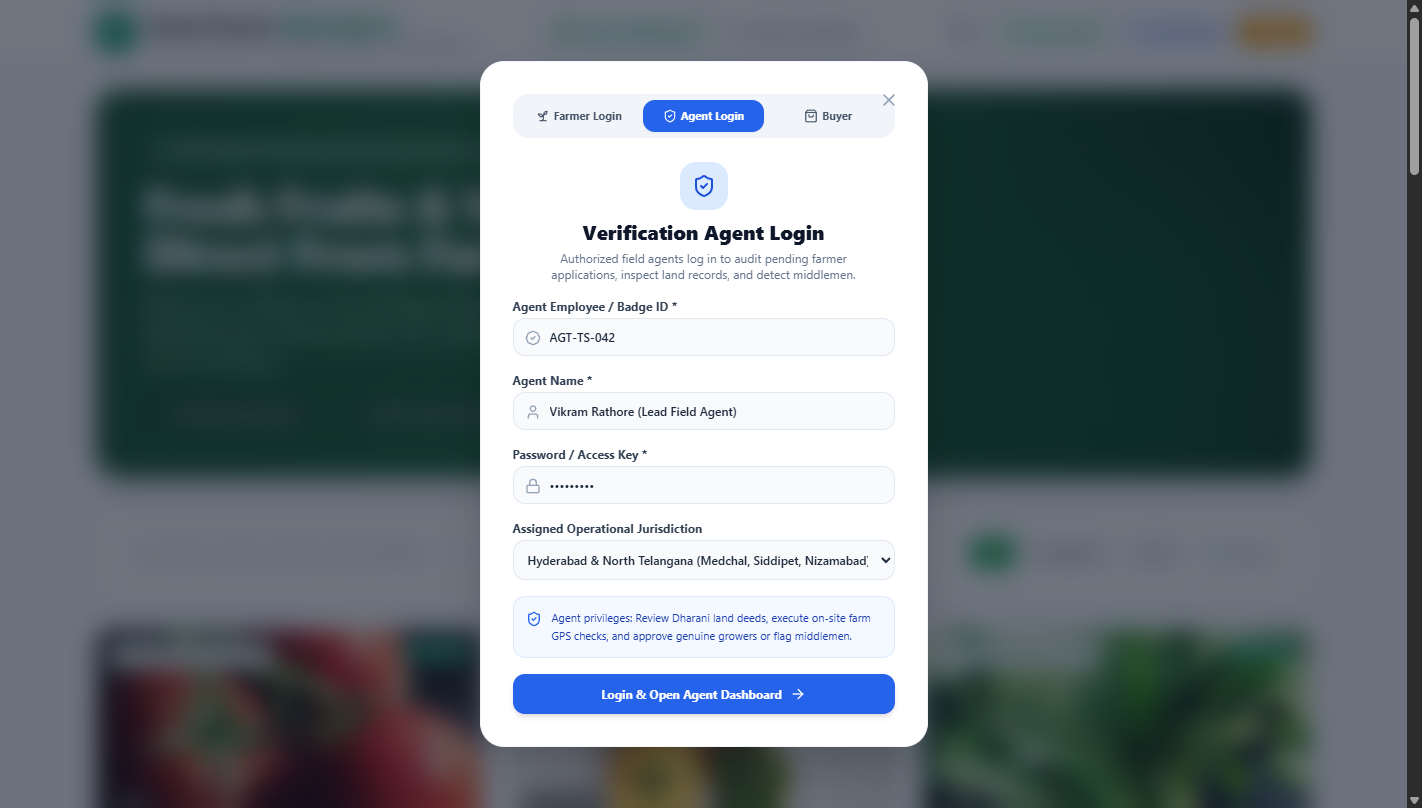 Farmer Login
Agent Login
Buyer
Verification Agent Login
Authorized field agents log in to audit pending farmer
applications, inspect land records, and detect middlemen.
Agent Employee / Badge ID *
AGT-TS-042
Agent Name *
Vikram Rathore (Lead Field Agent)
Password / Access Key *
•••••••••
Assigned Operational Jurisdiction
Hyderabad & North Telangana (Medchal, Siddipet, Nizamabad)
Agent privileges: Review Dharani land deeds, execute on-site farm
GPS checks, and approve genuine growers or flag middlemen.
Login & Open Agent Dashboard